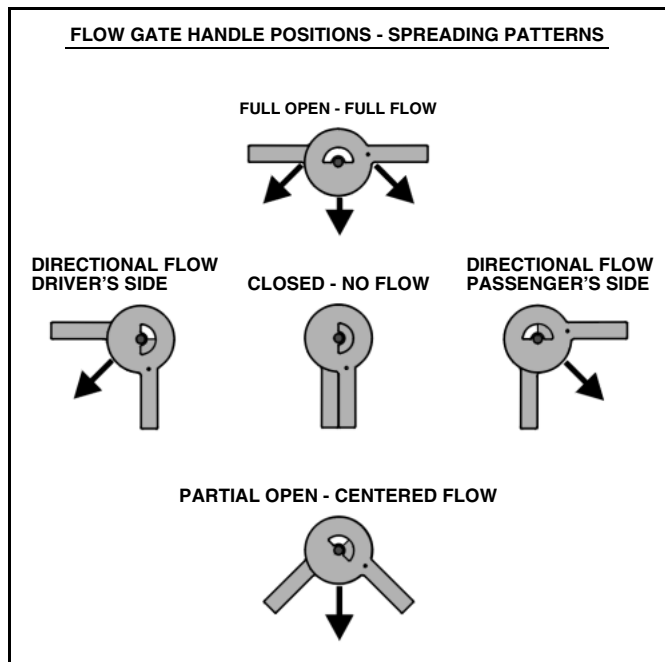 FLOW GATE HANDLE POSITIONS - SPREADING PATTERNS
FULL OPEN - FULL FLOW
DIRECTIONAL FLOW
DRIVER'S SIDE
CLOSED - NO FLOW
DIRECTIONAL FLOW
PASSENGER'S SIDE
PARTIAL OPEN - CENTERED FLOW